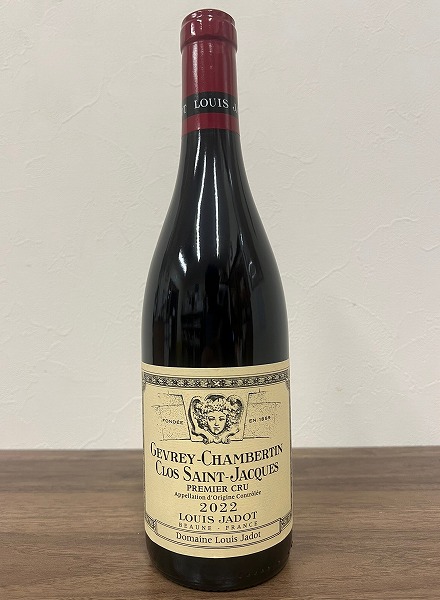 LOUIS J
FONDÉE EN 1859
GEVREY-CHAMBERTIN
CLOS SAINT-JACQUES
PREMIER CRU
Appellation d'Origine Contrôlée
2022
LOUIS JADOT
BEAUNE - FRANCE
Domaine Louis Jadot